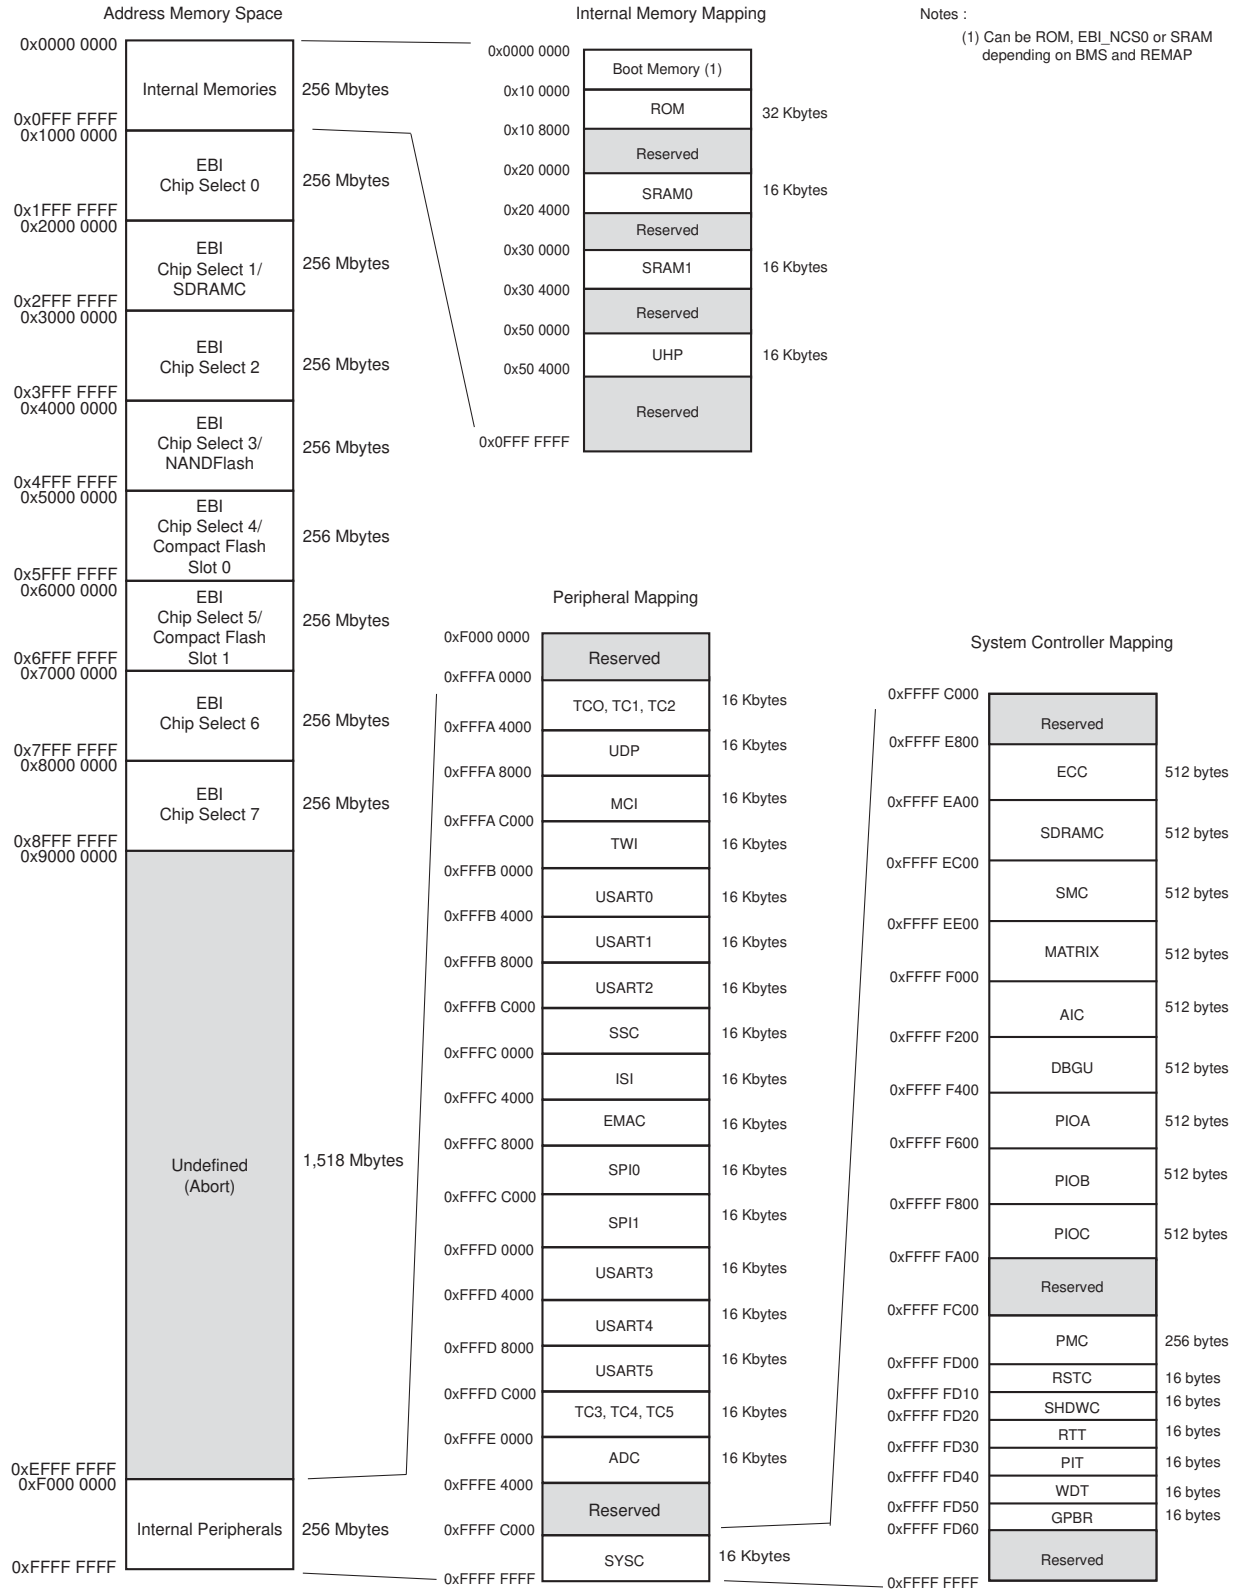 Address Memory Space
0x0000 0000
Internal Memories
256 Mbytes
0x0FFF FFFF
0x1000 0000
EBI
Chip Select 0
256 Mbytes
0x1FFF FFFF
0x2000 0000
EBI
Chip Select 1/
SDRAMC
256 Mbytes
0x2FFF FFFF
0x3000 0000
EBI
Chip Select 2
256 Mbytes
0x3FFF FFFF
0x4000 0000
EBI
Chip Select 3/
NANDFlash
256 Mbytes
0x4FFF FFFF
0x5000 0000
EBI
Chip Select 4/
Compact Flash
Slot 0
256 Mbytes
0x5FFF FFFF
0x6000 0000
EBI
Chip Select 5/
Compact Flash
Slot 1
256 Mbytes
0x6FFF FFFF
0x7000 0000
EBI
Chip Select 6
256 Mbytes
0x7FFF FFFF
0x8000 0000
EBI
Chip Select 7
256 Mbytes
0x8FFF FFFF
0x9000 0000
Undefined
(Abort)
1,518 Mbytes
0xEFFF FFFF
0xF000 0000
Internal Peripherals
256 Mbytes
0xFFFF FFFF
Internal Memory Mapping
0x0000 0000
Boot Memory (1)
0x10 0000
ROM
32 Kbytes
0x10 8000
Reserved
0x20 0000
SRAM0
16 Kbytes
0x20 4000
Reserved
0x30 0000
SRAM1
16 Kbytes
0x30 4000
Reserved
0x50 0000
UHP
16 Kbytes
0x50 4000
Reserved
0x0FFF FFFF
Notes :
(1) Can be ROM, EBI_NCS0 or SRAM
depending on BMS and REMAP
Peripheral Mapping
0xF000 0000
Reserved
0xFFFA 0000
TCO, TC1, TC2
16 Kbytes
0xFFFA 4000
UDP
16 Kbytes
0xFFFA 8000
MCI
16 Kbytes
0xFFFA C000
TWI
16 Kbytes
0xFFFB 0000
USART0
16 Kbytes
0xFFFB 4000
USART1
16 Kbytes
0xFFFB 8000
USART2
16 Kbytes
0xFFFB C000
SSC
16 Kbytes
0xFFFC 0000
ISI
16 Kbytes
0xFFFC 4000
EMAC
16 Kbytes
0xFFFC 8000
SPI0
16 Kbytes
0xFFFC C000
SPI1
16 Kbytes
0xFFFD 0000
USART3
16 Kbytes
0xFFFD 4000
USART4
16 Kbytes
0xFFFD 8000
USART5
16 Kbytes
0xFFFD C000
TC3, TC4, TC5
16 Kbytes
0xFFFE 0000
ADC
16 Kbytes
0xFFFE 4000
Reserved
0xFFFF C000
SYSC
16 Kbytes
0xFFFF FFFF
System Controller Mapping
0xFFFF C000
Reserved
0xFFFF E800
ECC
512 bytes
0xFFFF EA00
SDRAMC
512 bytes
0xFFFF EC00
SMC
512 bytes
0xFFFF EE00
MATRIX
512 bytes
0xFFFF F000
AIC
512 bytes
0xFFFF F200
DBGU
512 bytes
0xFFFF F400
PIOA
512 bytes
0xFFFF F600
PIOB
512 bytes
0xFFFF F800
PIOC
512 bytes
0xFFFF FA00
Reserved
0xFFFF FC00
PMC
256 bytes
0xFFFF FD00
RSTC
16 bytes
0xFFFF FD10
SHDWC
16 bytes
0xFFFF FD20
RTT
16 bytes
0xFFFF FD30
PIT
16 bytes
0xFFFF FD40
WDT
16 bytes
0xFFFF FD50
GPBR
16 bytes
0xFFFF FD60
Reserved
0xFFFF FFFF